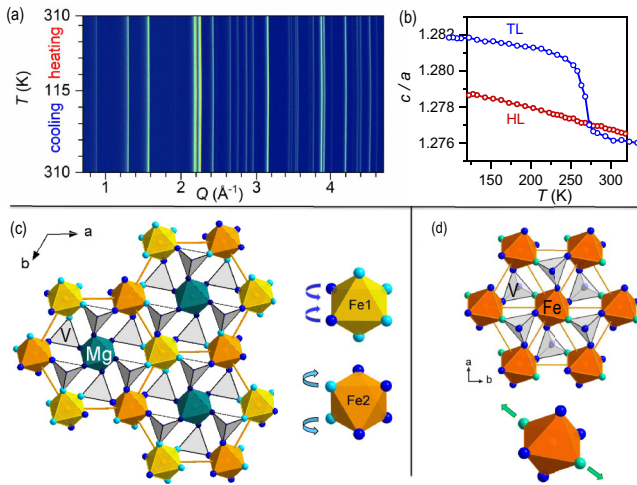 (a)
310
115
310
T (K)
cooling heating
1 2 3 4
Q (Å⁻¹)
(b)
1.282
1.280
1.278
1.276
c / a
TL
HL
150 200 250 300
T (K)
(c)
a
b
V
Mg
Fe1
Fe2
(d)
V
Fe
a
b